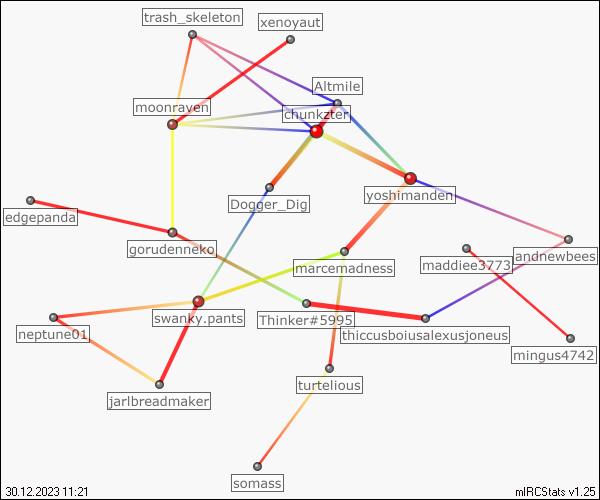 trash_skeleton
xenoyaut
Altmile
moonraven
chunkzter
Dogger_Dig
yoshimanden
edgepanda
gorudenneko
andnewbees
marcemadness
maddiee3773
swanky.pants
Thinker#5995
neptune01
thiccusboiusalexusjoneus
mingus4742
turtelious
jarlbreadmaker
somass
30.12.2023 11:21
mIRCStats v1.25